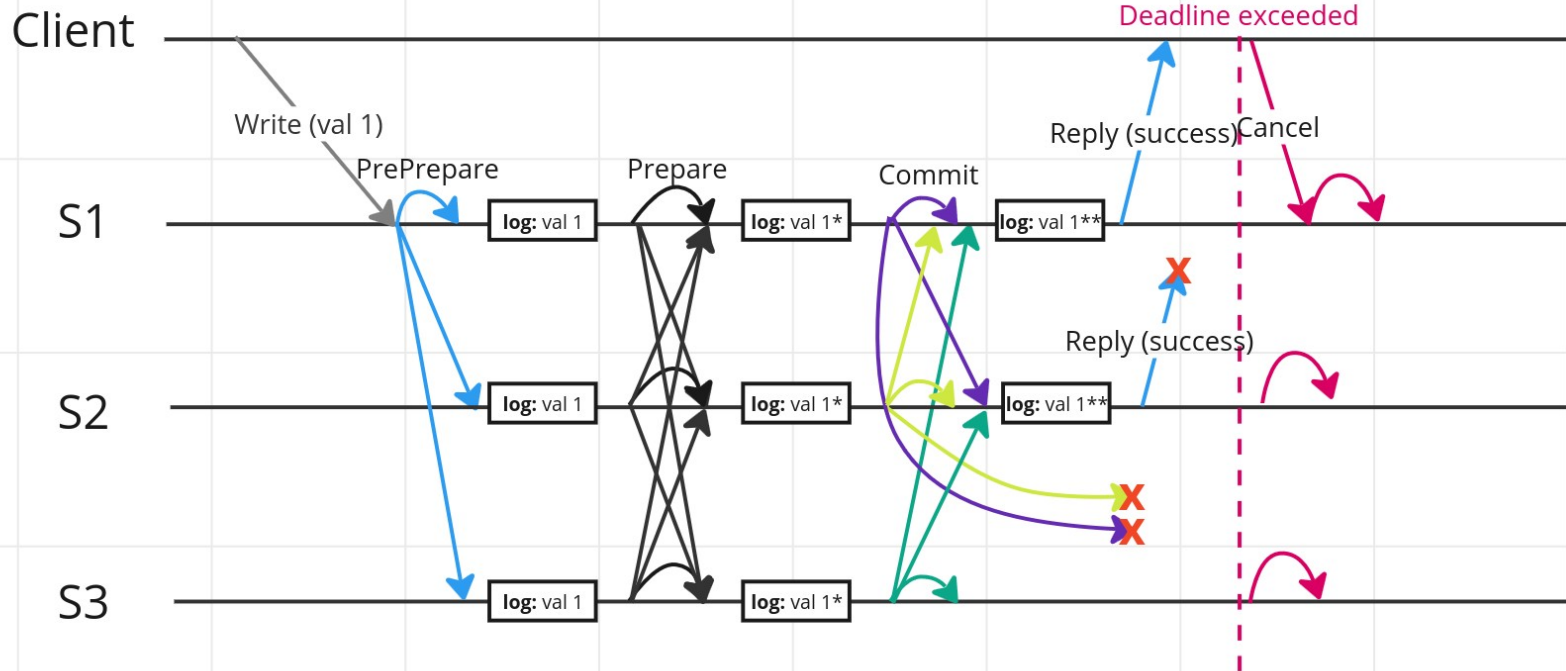 Deadline exceeded
Client
Write (val 1)
Reply (success)
Cancel
PrePrepare
Prepare
Commit
S1
log: val 1
log: val 1*
log: val 1**
X
Reply (success)
S2
log: val 1
log: val 1*
log: val 1**
X
X
S3
log: val 1
log: val 1*